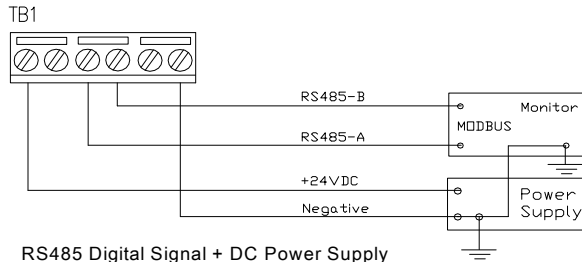 TB1
RS485-B
Monitor
MODBUS
RS485-A
+24VDC
Power
Negative
Supply
RS485 Digital Signal + DC Power Supply